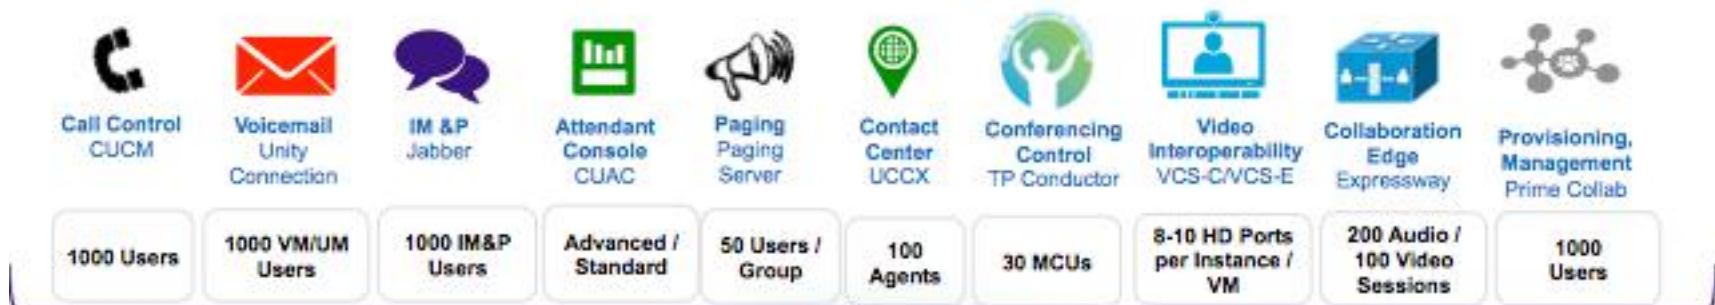 Call Control
CUCM
1000 Users
Voicemail
Unity
Connection
1000 VM/UM
Users
IM &P
Jabber
1000 IM&P
Users
Attendant
Console
CUAC
Advanced /
Standard
Paging
Paging
Server
50 Users /
Group
Contact
Center
UCCX
100
Agents
Conferencing
Control
TP Conductor
30 MCUs
Video
Interoperability
VCS-C/VCS-E
8-10 HD Ports
per Instance /
VM
Collaboration
Edge
Expressway
200 Audio /
100 Video
Sessions
Provisioning,
Management
Prime Collab
1000
Users